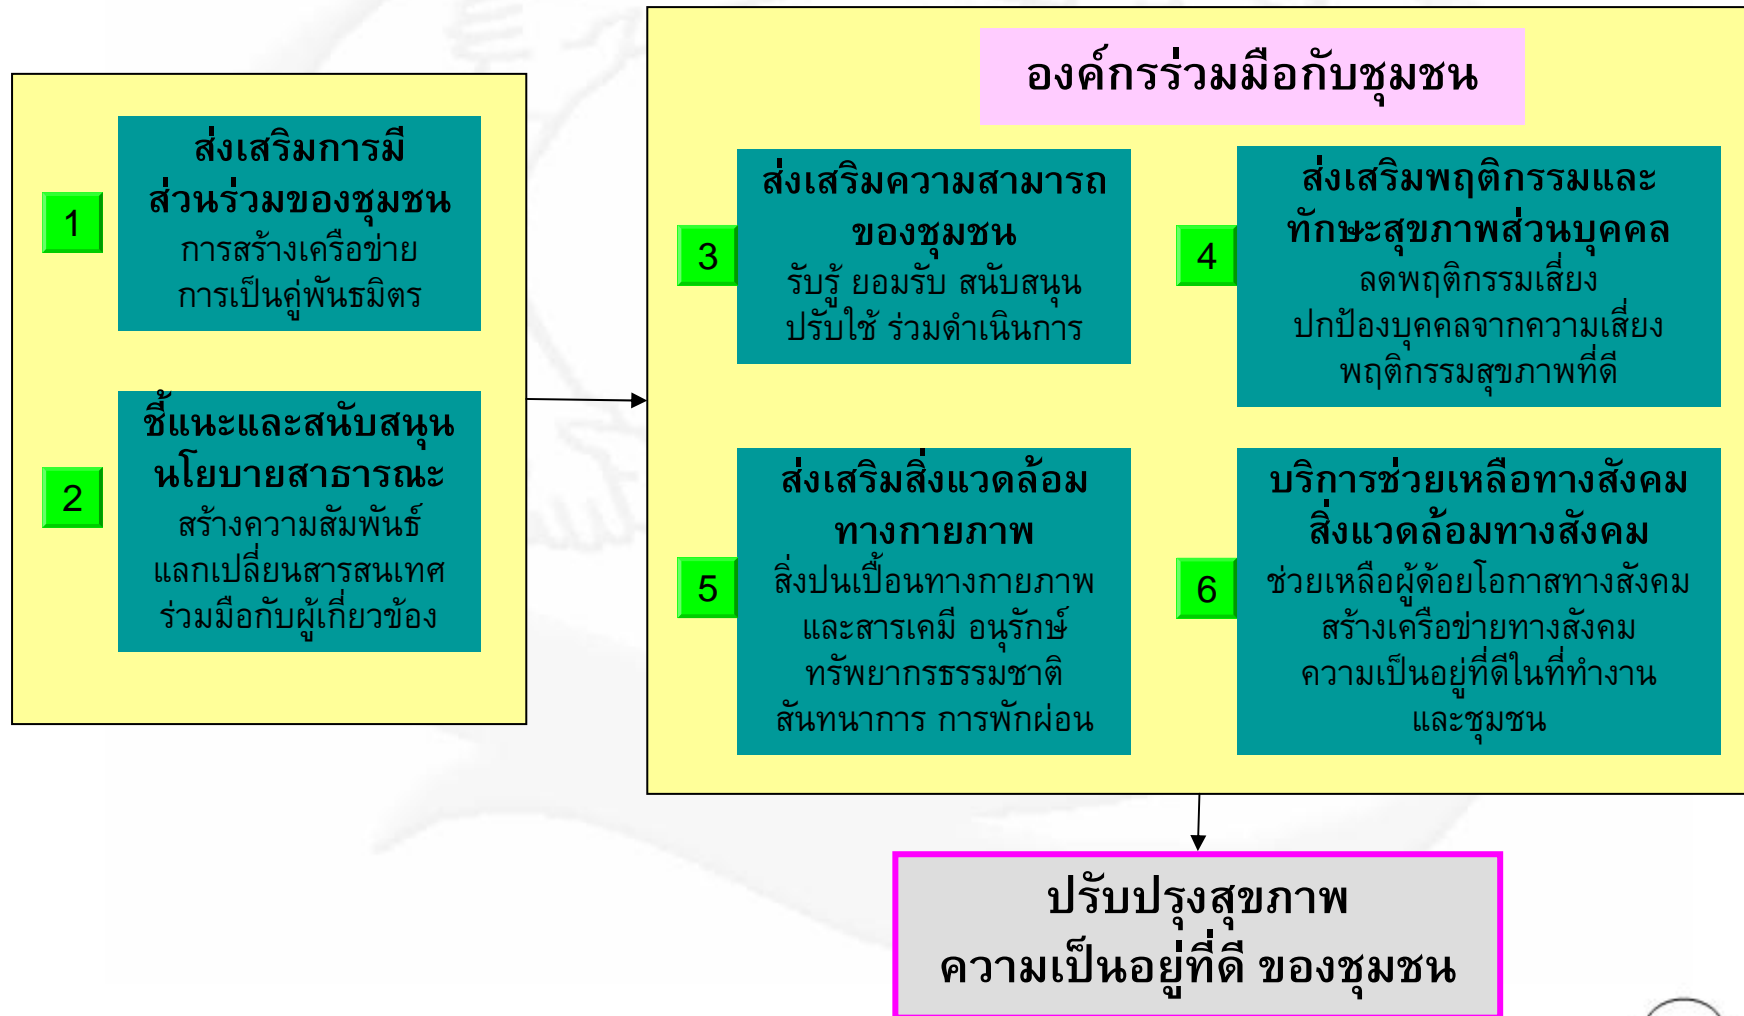 1
ส่งเสริมการมี
ส่วนร่วมของชุมชน
การสร้างเครือข่าย
การเป็นคู่พันธมิตร
2
ชี้แนะและสนับสนุน
นโยบายสาธารณะ
สร้างความสัมพันธ์
แลกเปลี่ยนสารสนเทศ
ร่วมมือกับผู้เกี่ยวข้อง
องค์กรร่วมมือกับชุมชน
3
ส่งเสริมความสามารถ
ของชุมชน
รับรู้ ยอมรับ สนับสนุน
ปรับใช้ ร่วมดำเนินการ
4
ส่งเสริมพฤติกรรมและ
ทักษะสุขภาพส่วนบุคคล
ลดพฤติกรรมเสี่ยง
ปกป้องบุคคลจากความเสี่ยง
พฤติกรรมสุขภาพที่ดี
5
ส่งเสริมสิ่งแวดล้อม
ทางกายภาพ
สิ่งปนเปื้อนทางกายภาพ
และสารเคมี อนุรักษ์
ทรัพยากรธรรมชาติ
สันทนาการ การพักผ่อน
6
บริการช่วยเหลือทางสังคม
สิ่งแวดล้อมทางสังคม
ช่วยเหลือผู้ด้อยโอกาสทางสังคม
สร้างเครือข่ายทางสังคม
ความเป็นอยู่ที่ดีในที่ทำงาน
และชุมชน
ปรับปรุงสุขภาพ
ความเป็นอยู่ที่ดี ของชุมชน